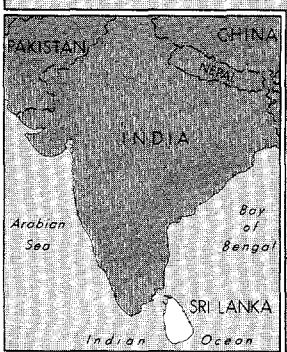 CHINA
PAKISTAN
NEPAL
INDIA
Arabian
Sea
Bay
of
Bengal
SRI LANKA
Indian Ocean